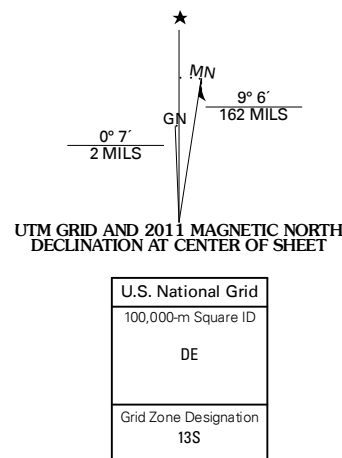 ★
MN
9° 6´
162 MILS
GN
0° 7´
2 MILS
UTM GRID AND 2011 MAGNETIC NORTH
DECLINATION AT CENTER OF SHEET
U.S. National Grid
100,000-m Square ID
DE
Grid Zone Designation
13S